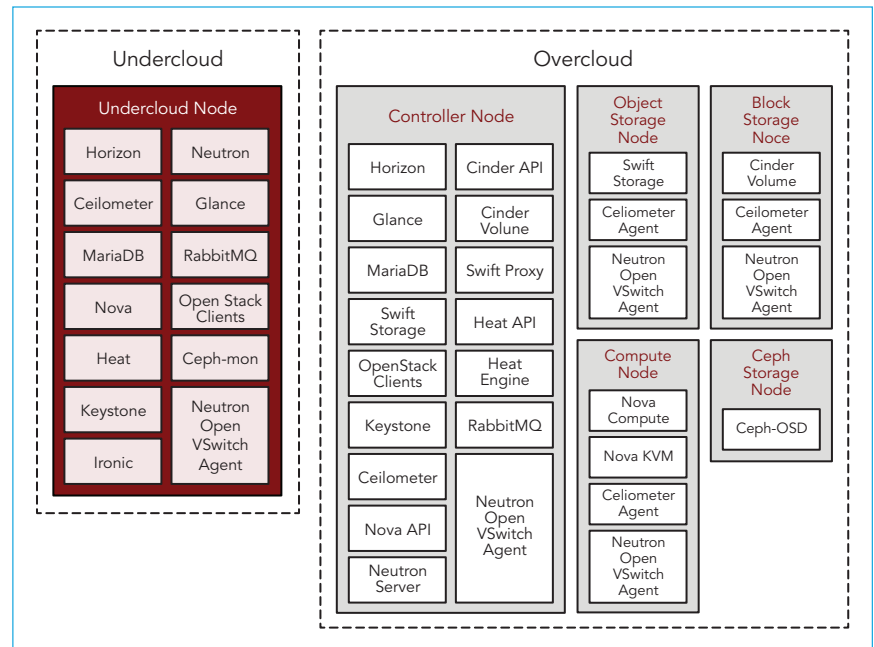 Undercloud
Undercloud Node
Horizon
Neutron
Ceilometer
Glance
MariaDB
RabbitMQ
Nova
Open Stack
Clients
Heat
Ceph-mon
Keystone
Neutron
Open
VSwitch
Agent
Ironic
Overcloud
Controller Node
Horizon
Cinder API
Glance
Cinder
Volune
MariaDB
Swift Proxy
Swift
Storage
Heat API
OpenStack
Clients
Heat
Engine
Keystone
RabbitMQ
Ceilometer
Neutron
Open
VSwitch
Agent
Nova API
Neutron
Server
Object
Storage
Node
Swift
Storage
Celiometer
Agent
Neutron
Open
VSwitch
Agent
Block
Storage
Noce
Cinder
Volume
Ceilometer
Agent
Neutron
Open
VSwitch
Agent
Compute
Node
Nova
Compute
Nova KVM
Celiometer
Agent
Neutron
Open
VSwitch
Agent
Ceph
Storage
Node
Ceph-OSD